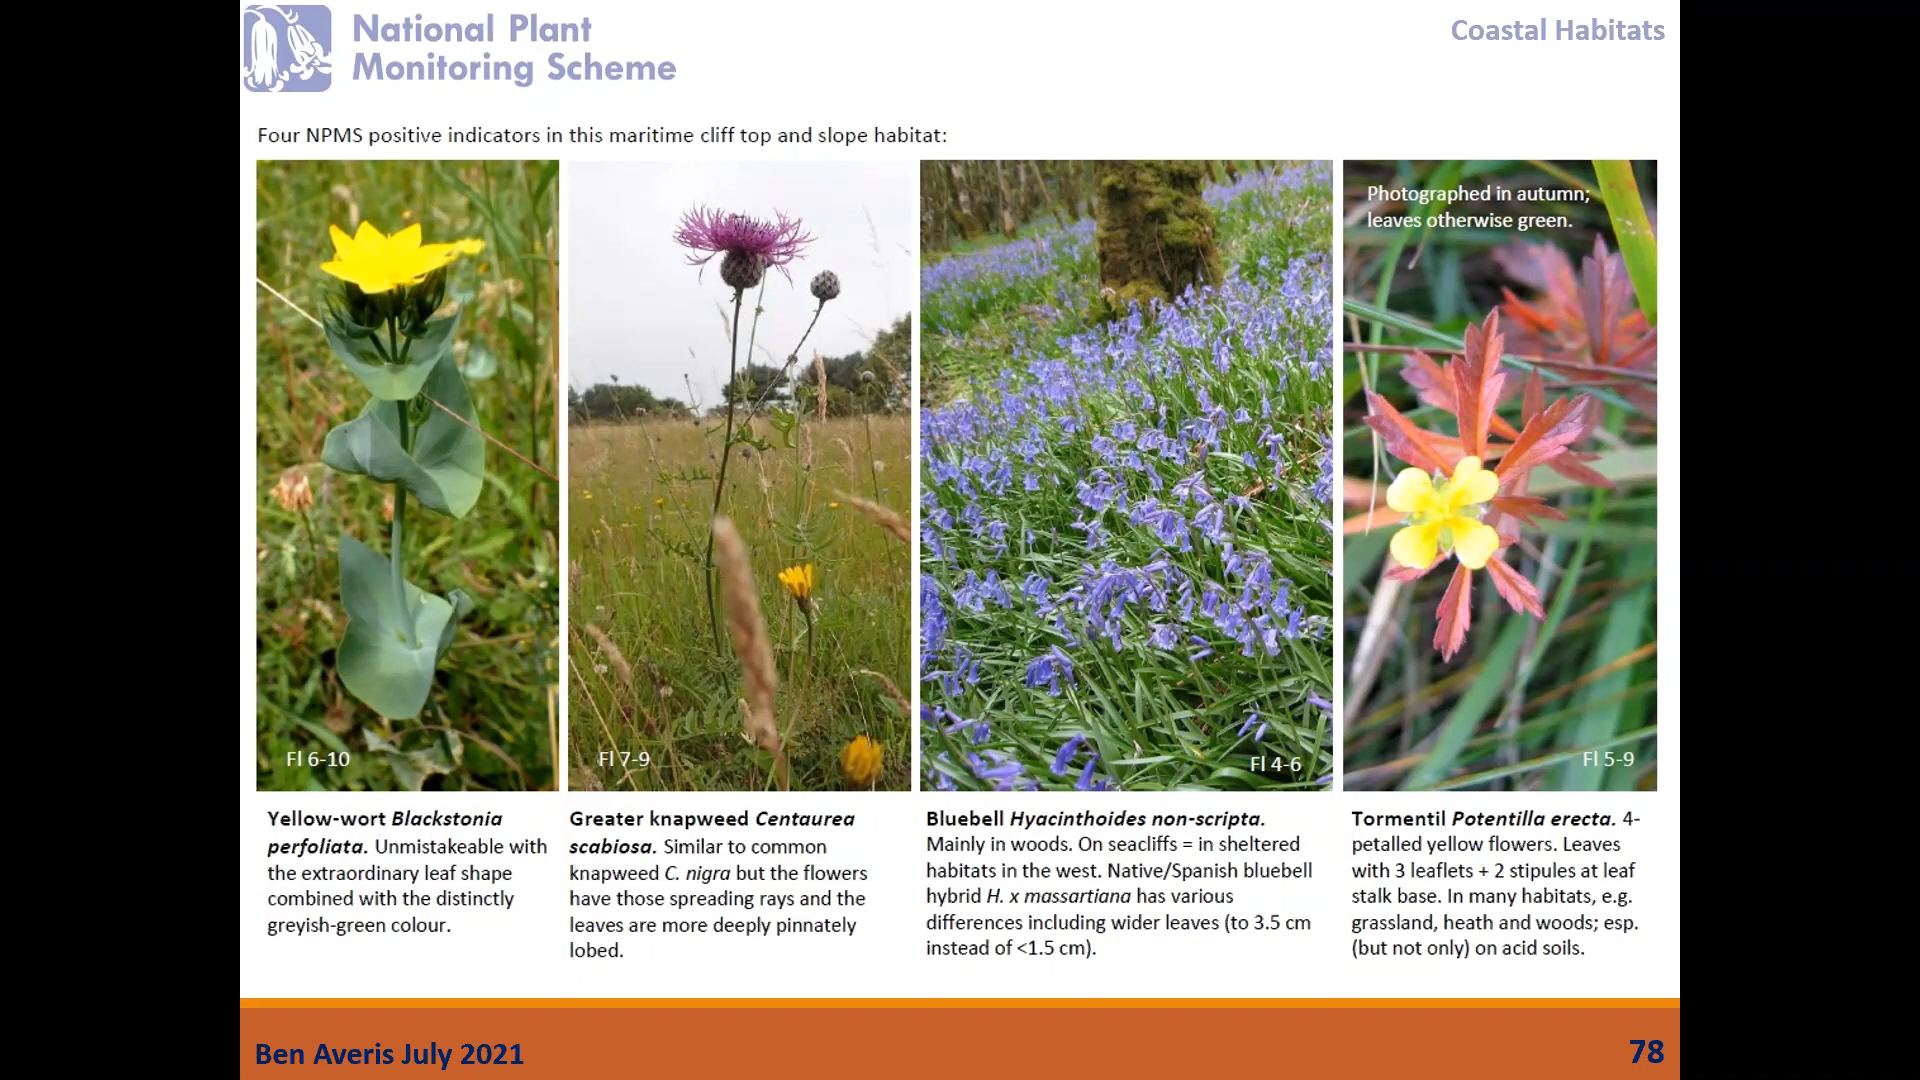 National Plant
Monitoring Scheme
Coastal Habitats
Four NPMS positive indicators in this maritime cliff top and slope habitat:
Photographed in autumn;
leaves otherwise green.
Fl 6-10
Fl 7-9
Fl 4-6
Fl 5-9
Yellow-wort Blackstonia
perfoliata. Unmistakeable with
the extraordinary leaf shape
combined with the distinctly
greyish-green colour.
Greater knapweed Centaurea
scabiosa. Similar to common
knapweed C. nigra but the flowers
have those spreading rays and the
leaves are more deeply pinnately
lobed.
Bluebell Hyacinthoides non-scripta.
Mainly in woods. On seacliffs = in sheltered
habitats in the west. Native/Spanish bluebell
hybrid H. x massartiana has various
differences including wider leaves (to 3.5 cm
instead of <1.5 cm).
Tormentil Potentilla erecta. 4-
petalled yellow flowers. Leaves
with 3 leaflets + 2 stipules at leaf
stalk base. In many habitats, e.g.
grassland, heath and woods; esp.
(but not only) on acid soils.
Ben Averis July 2021
78